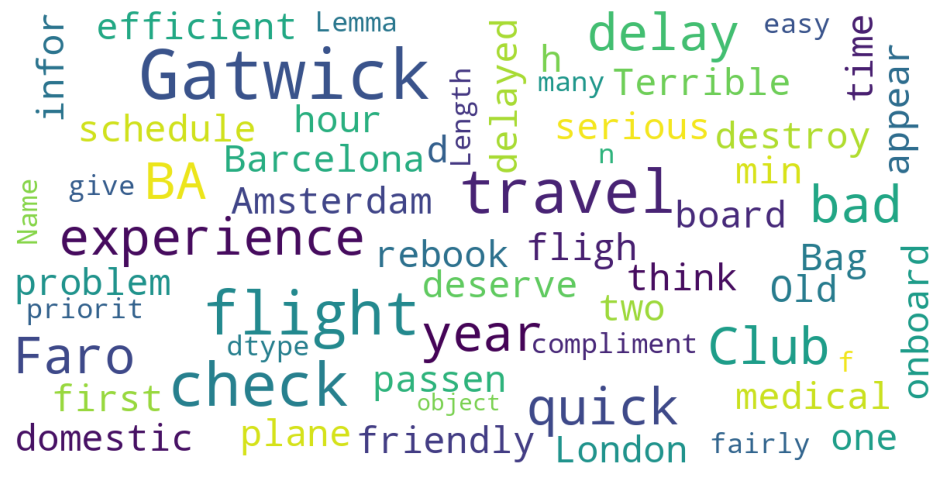 infor
efficient
Lemma
delay
easy
time
Gatwick
Length
delayed
h
many
Terrible
appear
schedule
hour
serious
destroy
Barcelona
d
n
min
Name
give
BA
Amsterdam
travel
board
bad
experience
rebook
fligh
Bag
onboard
problem
deserve
think
Old
priorit
flight
two
dtype
year
compliment
Club
f
Faro
check
passen
first
object
quick
medical
domestic
plane
friendly
London
fairly
one